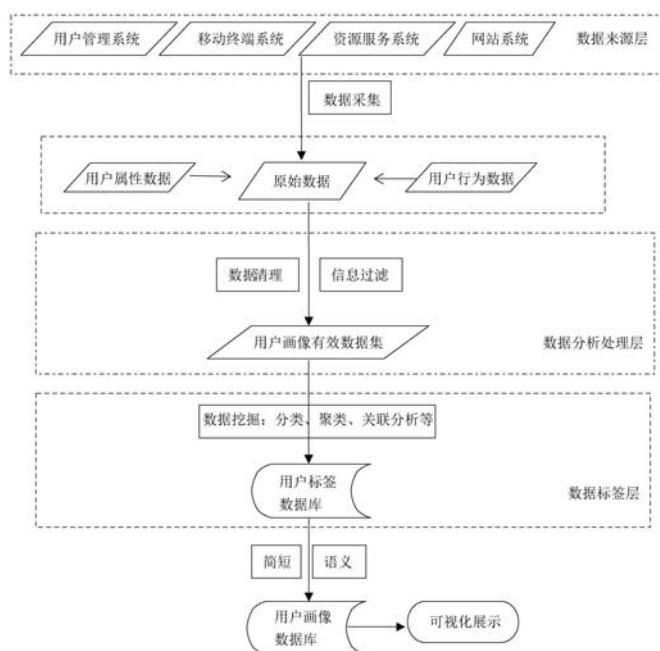 用户管理系统
移动终端系统
资源服务系统
网站系统
数据来源层
数据采集
用户属性数据
原始数据
用户行为数据
数据清理
信息过滤
用户画像有效数据集
数据分析处理层
数据挖掘：分类、聚类、关联分析等
用户标签
数据库
数据标签层
简短
语义
用户画像
数据库
可视化展示